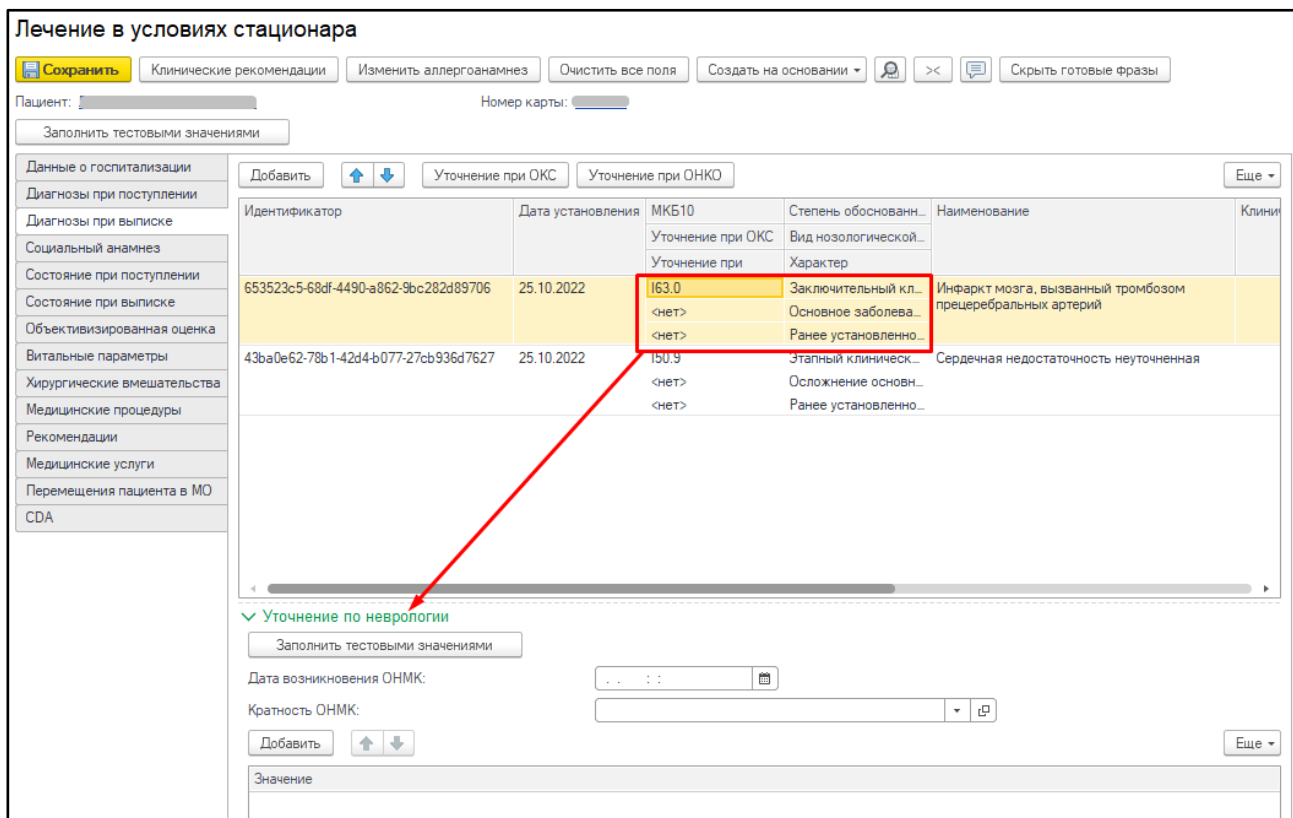 Лечение в условиях стационара
Сохранить Клинические рекомендации Изменить аллергоанамнез Очистить все поля Создать на основании Скрыть готовые фразы
Пациент: Номер карты:
Заполнить тестовыми значениями
Данные о госпитализации
Диагнозы при поступлении
Диагнозы при выписке
Социальный анамнез
Состояние при поступлении
Состояние при выписке
Объективизированная оценка
Витальные параметры
Хирургические вмешательства
Медицинские процедуры
Рекомендации
Медицинские услуги
Перемещения пациента в МО
CDA
Добавить Уточнение при ОКС Уточнение при ОНКО Еще
Идентификатор Дата установления МКБ10 Степень обоснованн... Наименование Клини
Уточнение при ОКС Вид нозологической...
Уточнение при Характер
653523c5-68df-4490-a862-9bc282d89706 25.10.2022 I63.0 Заключительный кл... Инфаркт мозга, вызванный тромбозом
<нет> Основное заболева... прецеребральных артерий
<нет> Ранее установленно...
43ba0e62-78b1-42d4-b077-27cb936d7627 25.10.2022 I50.9 Этапный клиническ... Сердечная недостаточность неуточненная
<нет> Осложнение основн...
<нет> Ранее установленно...
Уточнение по неврологии
Заполнить тестовыми значениями
Дата возникновения ОНМК: . . : :
Кратность ОНМК:
Добавить Еще
Значение